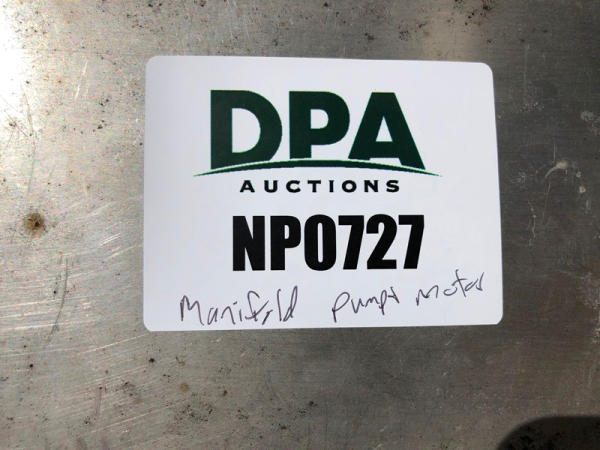 DPA
AUCTIONS
NP0727
Manifold Pump & Motor